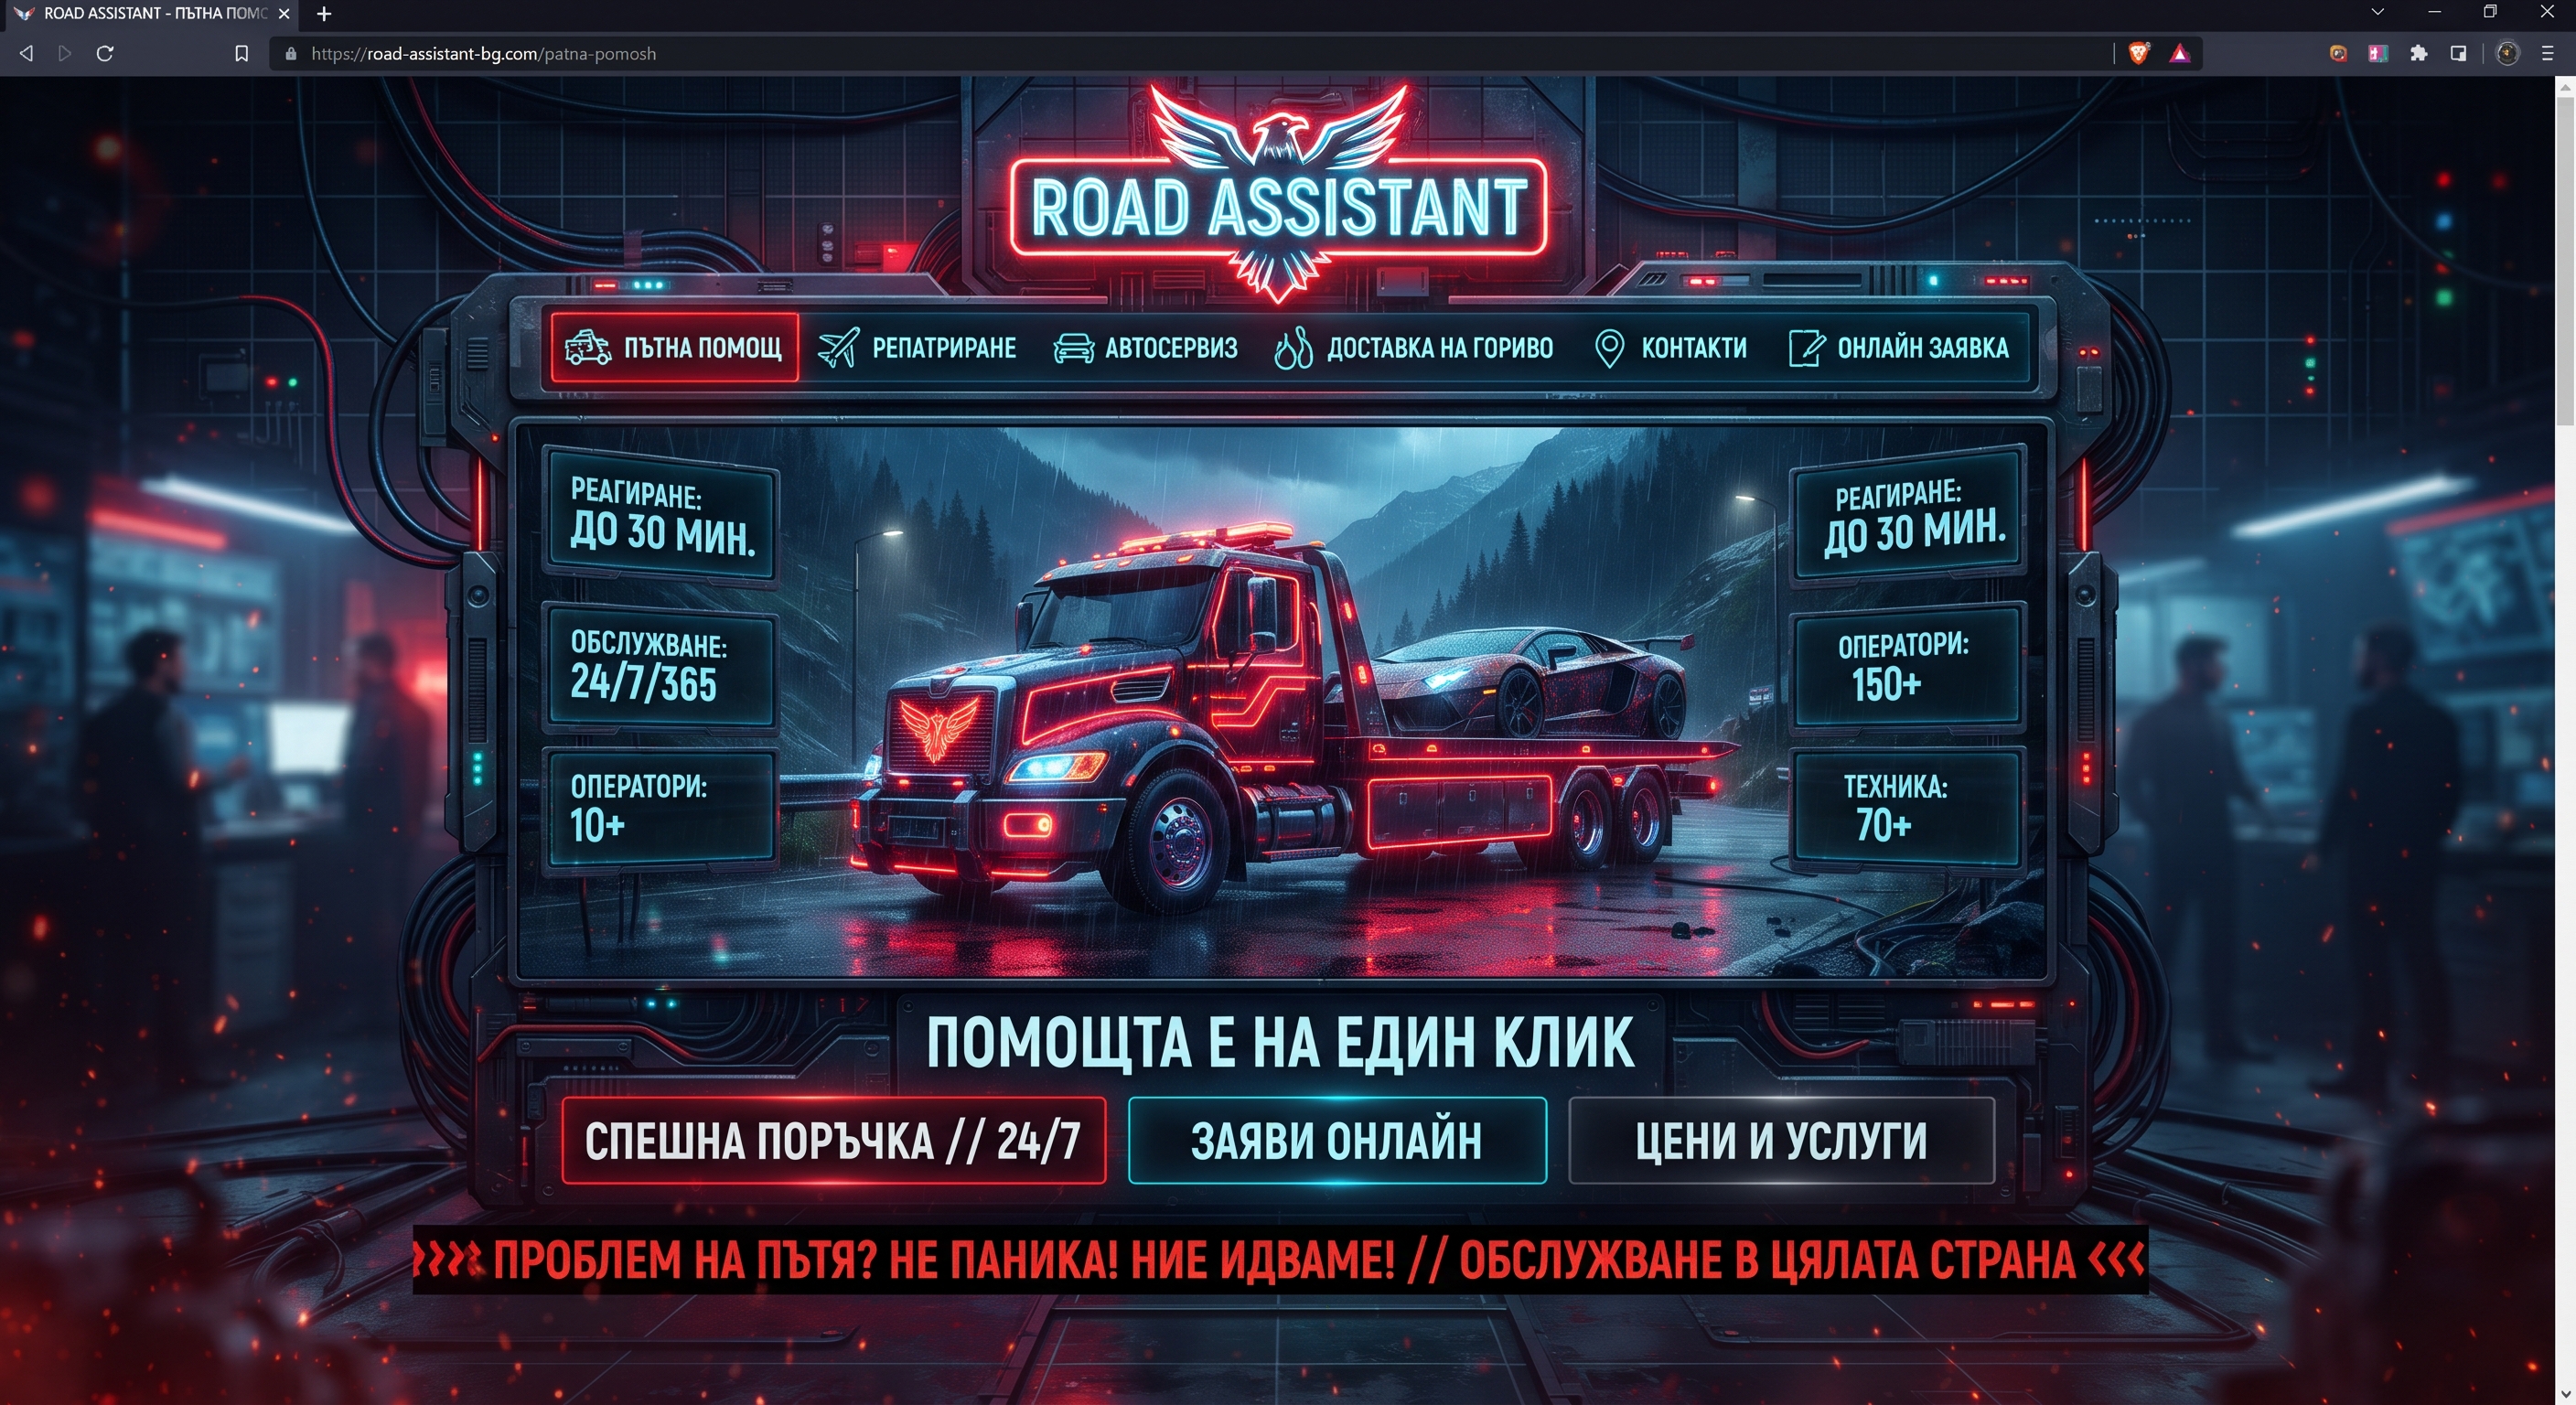 ROAD ASSISTANT - ПЪТНА ПОМО
https://road-assistant-bg.com/patna-pomosh
ROAD ASSISTANT
ПЪТНА ПОМОЩ
РЕПАТРИРАНЕ
АВТОСЕРВИЗ
ДОСТАВКА НА ГОРИВО
КОНТАКТИ
ОНЛАЙН ЗАЯВКА
РЕАГИРАНЕ:
ДО 30 МИН.
ОБСЛУЖВАНЕ:
24/7/365
ОПЕРАТОРИ:
10+
РЕАГИРАНЕ:
ДО 30 МИН.
ОПЕРАТОРИ:
150+
ТЕХНИКА:
70+
ПОМОЩТА Е НА ЕДИН КЛИК
СПЕШНА ПОРЪЧКА // 24/7
ЗАЯВИ ОНЛАЙН
ЦЕНИ И УСЛУГИ
ПРОБЛЕМ НА ПЪТЯ? НЕ ПАНИКА! НИЕ ИДВАМЕ! // ОБСЛУЖВАНЕ В ЦЯЛАТА СТРАНА <<<